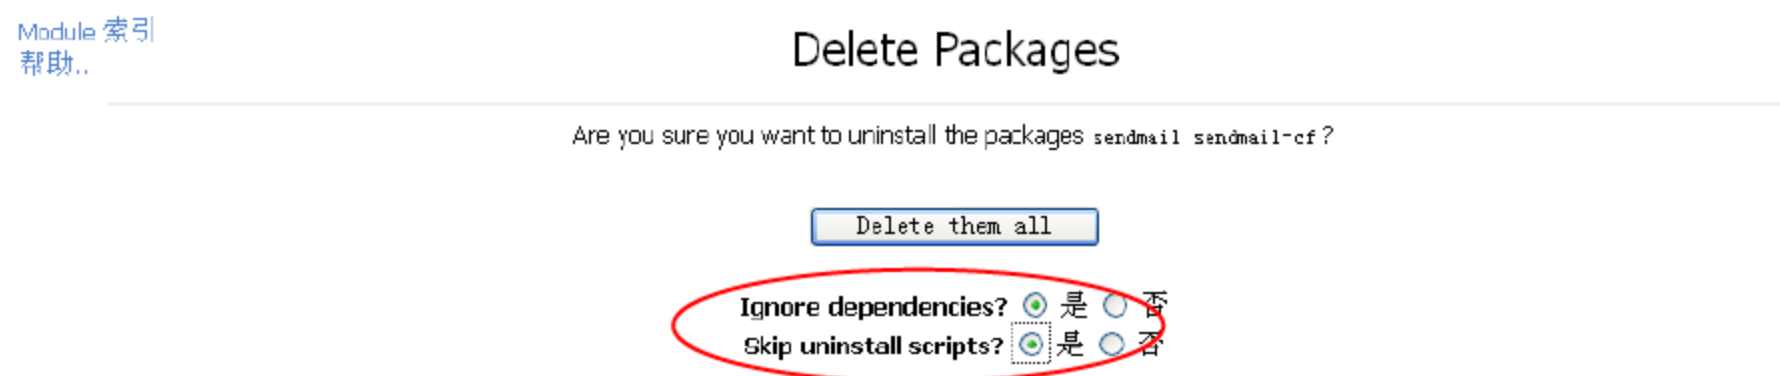 Module 索引
帮助..
Delete Packages
Are you sure you want to uninstall the packages sendmail sendmail-cf ?
Delete them all
Ignore dependencies? 是 否
Skip uninstall scripts? 是 否